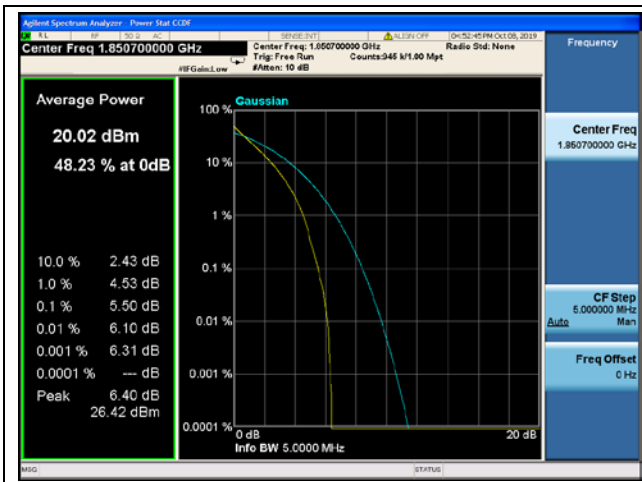 Agilent Spectrum Analyzer Power Stat CCDF
RL RF 50 Ω AC SENSE:INT ALIGN OFF 04:52:45 PM Oct 08, 2019
Center Freq 1.850700000 GHz
Center Freq: 1.850700000 GHz Radio Std: None
Trig: Free Run Counts:945 k/1.00 Mpt
#IFGain:Low #Atten: 10 dB
Frequency
Average Power
20.02 dBm
48.23 % at 0dB
10.0 % 2.43 dB
1.0 % 4.53 dB
0.1 % 5.50 dB
0.01 % 6.10 dB
0.001 % 6.31 dB
0.0001 % --- dB
Peak 6.40 dB
26.42 dBm
Gaussian
100 %
10 %
1 %
0.1 %
0.01 %
0.001 %
0.0001 %
0 dB 20 dB
Info BW 5.0000 MHz
Center Freq
1.850700000 GHz
CF Step
5.000000 MHz
Auto Man
Freq Offset
0 Hz
MSG STATUS